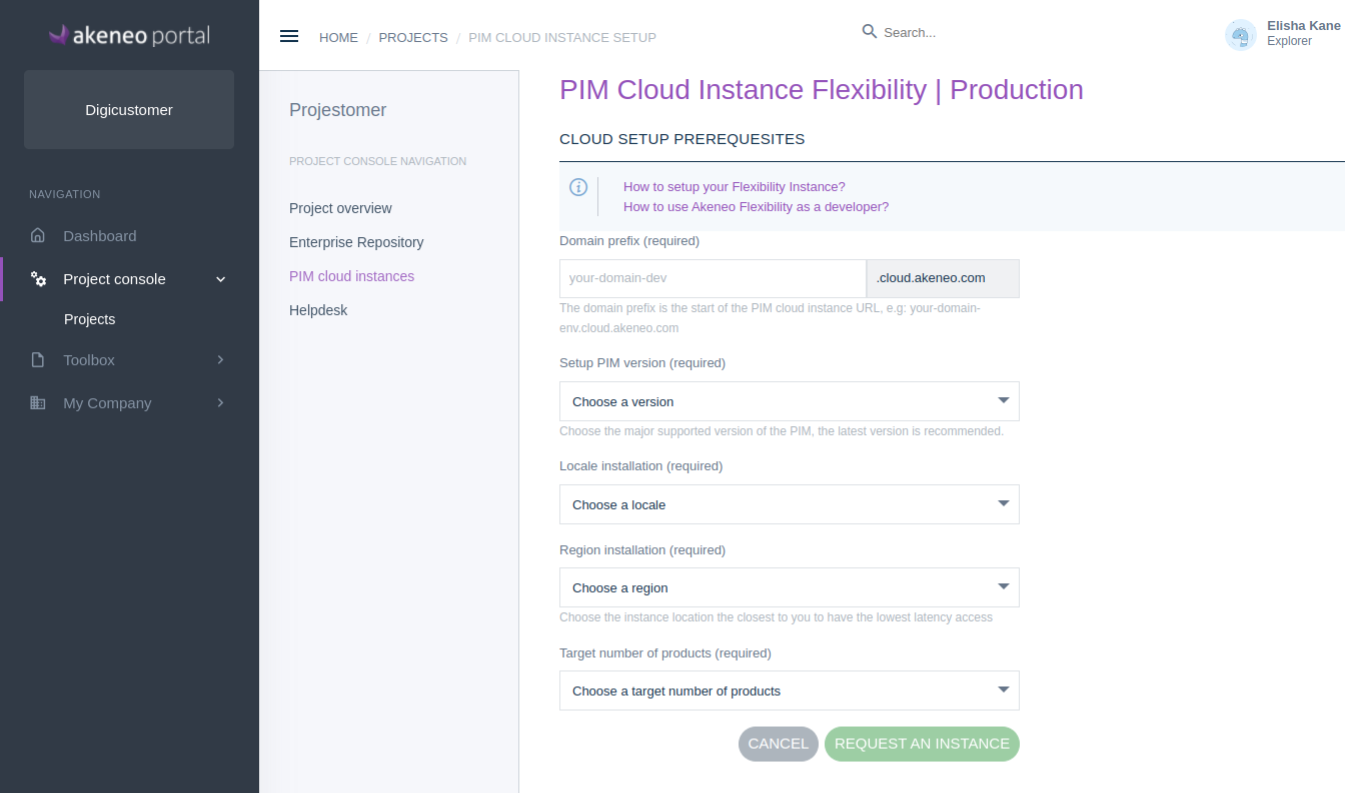 akeneo portal
Digicustomer
NAVIGATION
Dashboard
Project console
Projects
Toolbox
My Company
HOME / PROJECTS / PIM CLOUD INSTANCE SETUP
Search...
Elisha Kane
Explorer
Projestomer
PROJECT CONSOLE NAVIGATION
Project overview
Enterprise Repository
PIM cloud instances
Helpdesk
PIM Cloud Instance Flexibility | Production
CLOUD SETUP PREREQUESITES
How to setup your Flexibility Instance?
How to use Akeneo Flexibility as a developer?
Domain prefix (required)
your-domain-dev .cloud.akeneo.com
The domain prefix is the start of the PIM cloud instance URL, e.g: your-domain-
env.cloud.akeneo.com
Setup PIM version (required)
Choose a version
Choose the major supported version of the PIM, the latest version is recommended.
Locale installation (required)
Choose a locale
Region installation (required)
Choose a region
Choose the instance location the closest to you to have the lowest latency access
Target number of products (required)
Choose a target number of products
CANCEL REQUEST AN INSTANCE